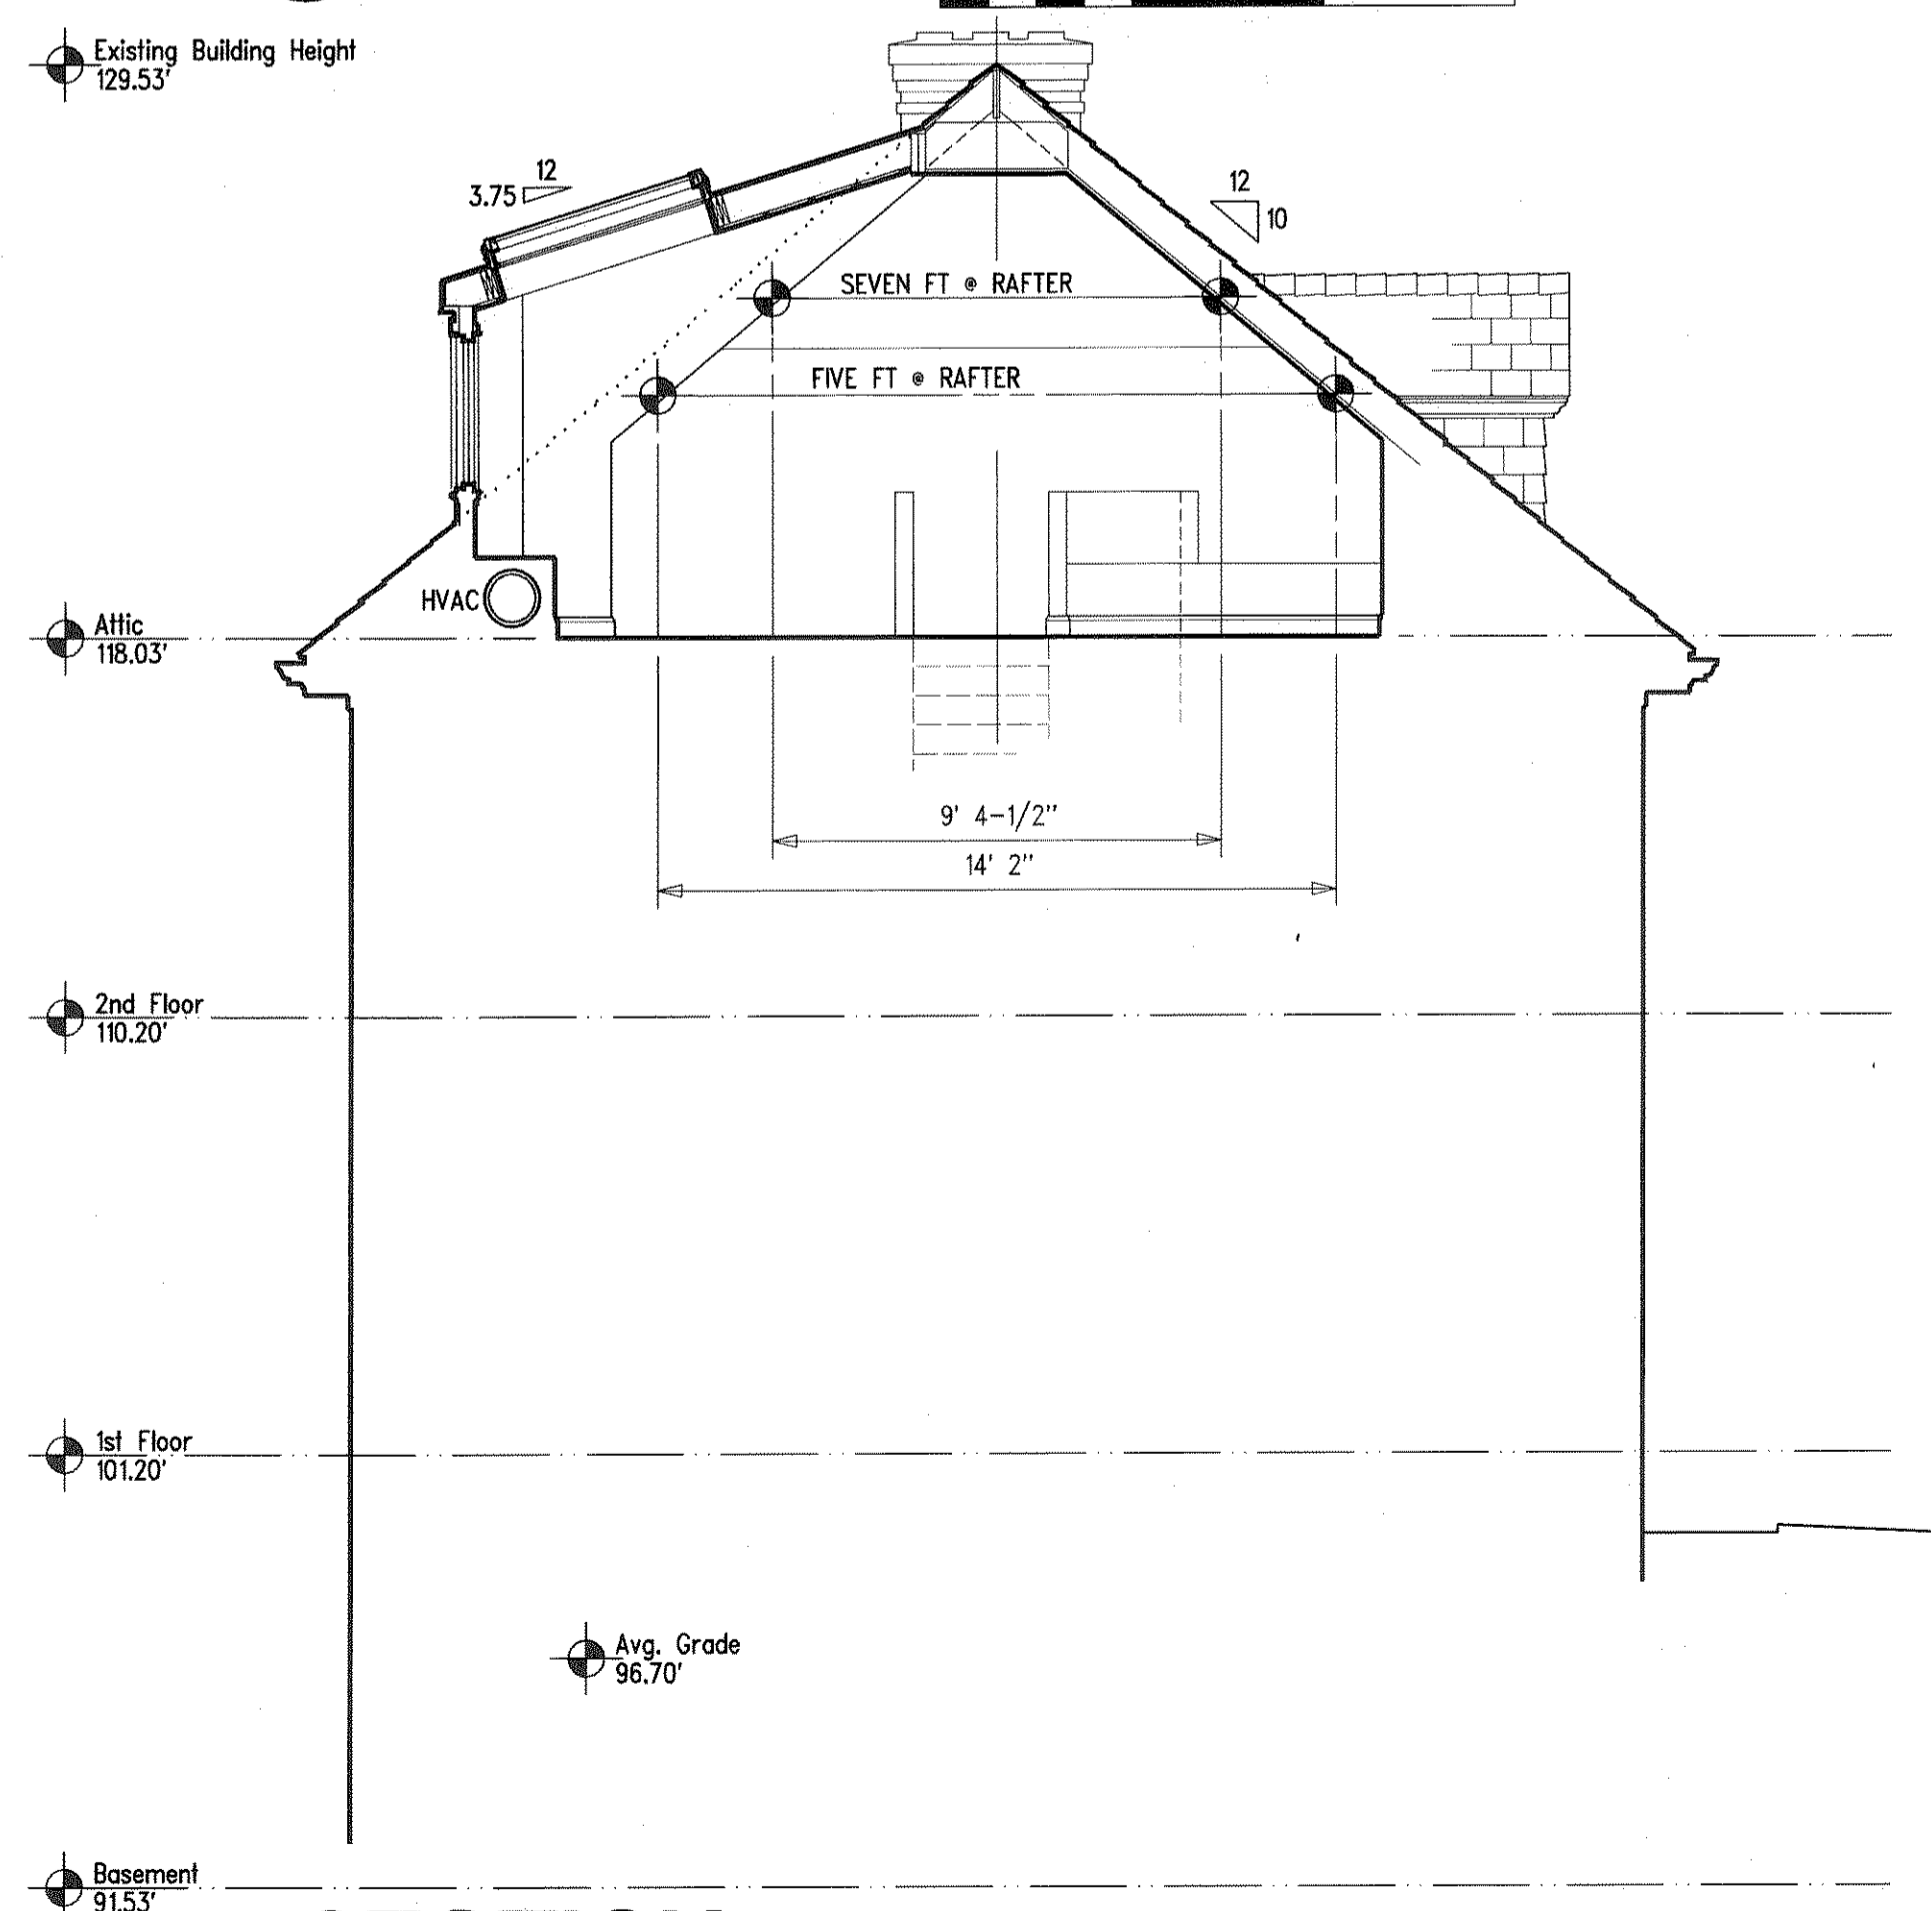 Existing Building Height
129.53'
12
3.75
12
10
SEVEN FT @ RAFTER
FIVE FT @ RAFTER
HVAC
Attic
118.03'
9' 4-1/2"
14' 2"
2nd Floor
110.20'
1st Floor
101.20'
Avg. Grade
96.70'
Basement
91.53'